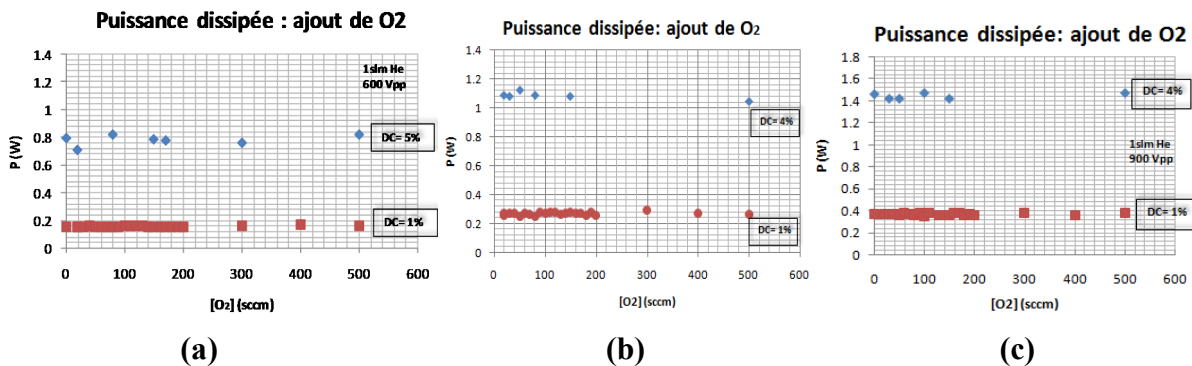 (a)
Puissance dissipée : ajout de O2
1.4
1.2
1
0.8
0.6
0.4
0.2
0
P (W)
1slm He
600 Vpp
DC= 5%
DC= 1%
0 100 200 300 400 500 600
[O2] (sccm)
(a)
(b)
Puissance dissipée: ajout de O2
1.4
1.2
1
0.8
0.6
0.4
0.2
0
P (W)
DC= 4%
DC= 1%
0 100 200 300 400 500 600
[O2] (sccm)
(b)
(c)
Puissance dissipée: ajout de O2
1.8
1.6
1.4
1.2
1
0.8
0.6
0.4
0.2
0
P (W)
DC= 4%
1slm He
900 Vpp
DC= 1%
0 100 200 300 400 500 600
[O2] (sccm)
(c)